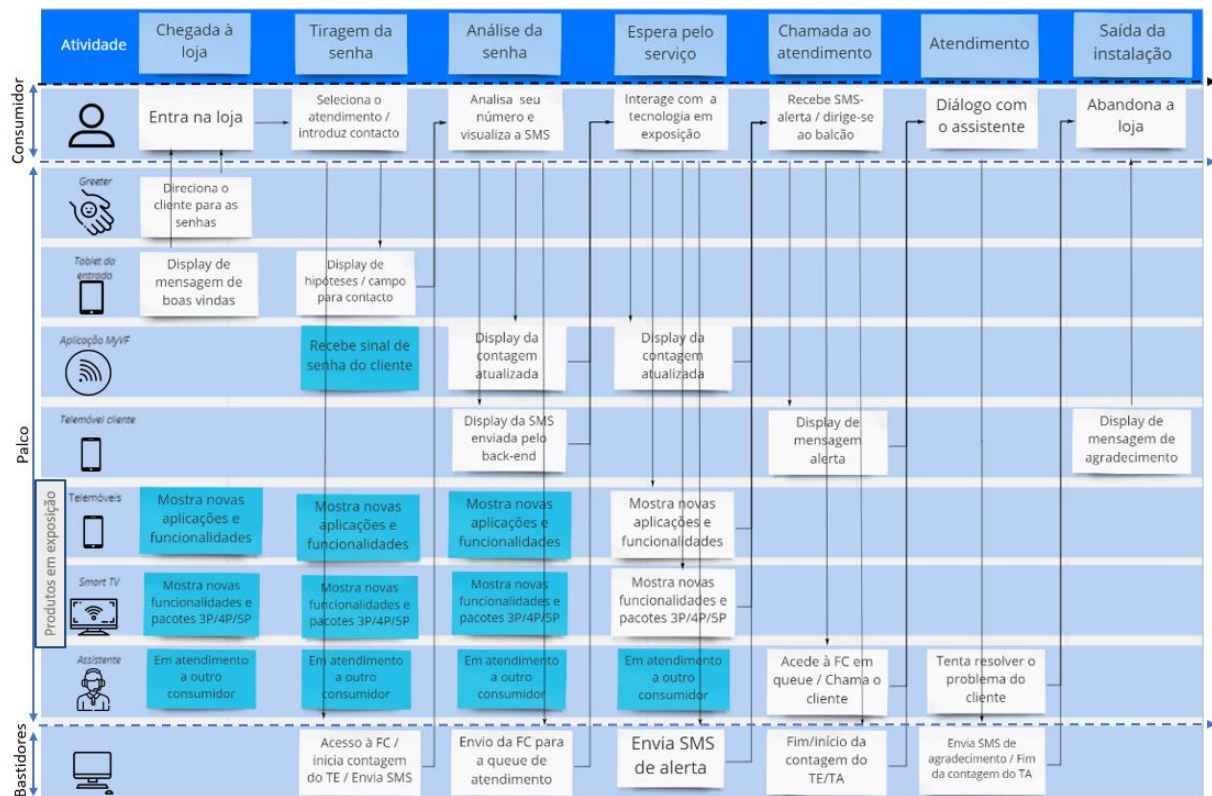 Atividade
Chegada à
loja
Tiragem da
senha
Análise da
senha
Espera pelo
serviço
Chamada ao
atendimento
Atendimento
Saída da
instalação
Consumidor
Entra na loja
Seleciona o
atendimento /
introduz contacto
Analisa seu
número e
visualiza a SMS
Interage com a
tecnologia em
exposição
Recebe SMS-
alerta / dirige-se
ao balcão
Diálogo com
o assistente
Abandona a
loja
Palco
Greeter
Direciona o
cliente para as
senhas
Tablet da
entrada
Display de
mensagem de
boas vindas
Display de
hipóteses / campo
para contacto
Aplicação MyVF
Recebe sinal de
senha do cliente
Display da
contagem
atualizada
Display da
contagem
atualizada
Telemóvel cliente
Display da SMS
enviada pelo
back-end
Display de
mensagem
alerta
Display de
mensagem de
agradecimento
Produtos em exposição
Telemóveis
Mostra novas
aplicações e
funcionalidades
Mostra novas
aplicações e
funcionalidades
Mostra novas
aplicações e
funcionalidades
Mostra novas
aplicações e
funcionalidades
Smart TV
Mostra novas
funcionalidades e
pacotes 3P/4P/5P
Mostra novas
funcionalidades e
pacotes 3P/4P/5P
Mostra novas
funcionalidades e
pacotes 3P/4P/5P
Mostra novas
funcionalidades e
pacotes 3P/4P/5P
Assistente
Em atendimento
a outro
consumidor
Em atendimento
a outro
consumidor
Em atendimento
a outro
consumidor
Em atendimento
a outro
consumidor
Acede à FC em
queue / Chama o
cliente
Tenta resolver o
problema do
cliente
Bastidores
Acesso à FC /
inicia contagem
do TE / Envia SMS
Envio da FC para
a queue de
atendimento
Envia SMS
de alerta
Fim/início da
contagem do
TE/TA
Envia SMS de
agradecimento / Fim
da contagem do TA